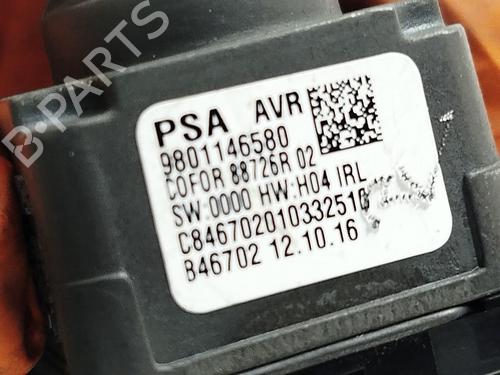 B-PARTS
PSA AVR
9801146580
COFOR 88726R 02
SW:0000 HW:H04 IRL
C84670201033251
B46702 12.10.16